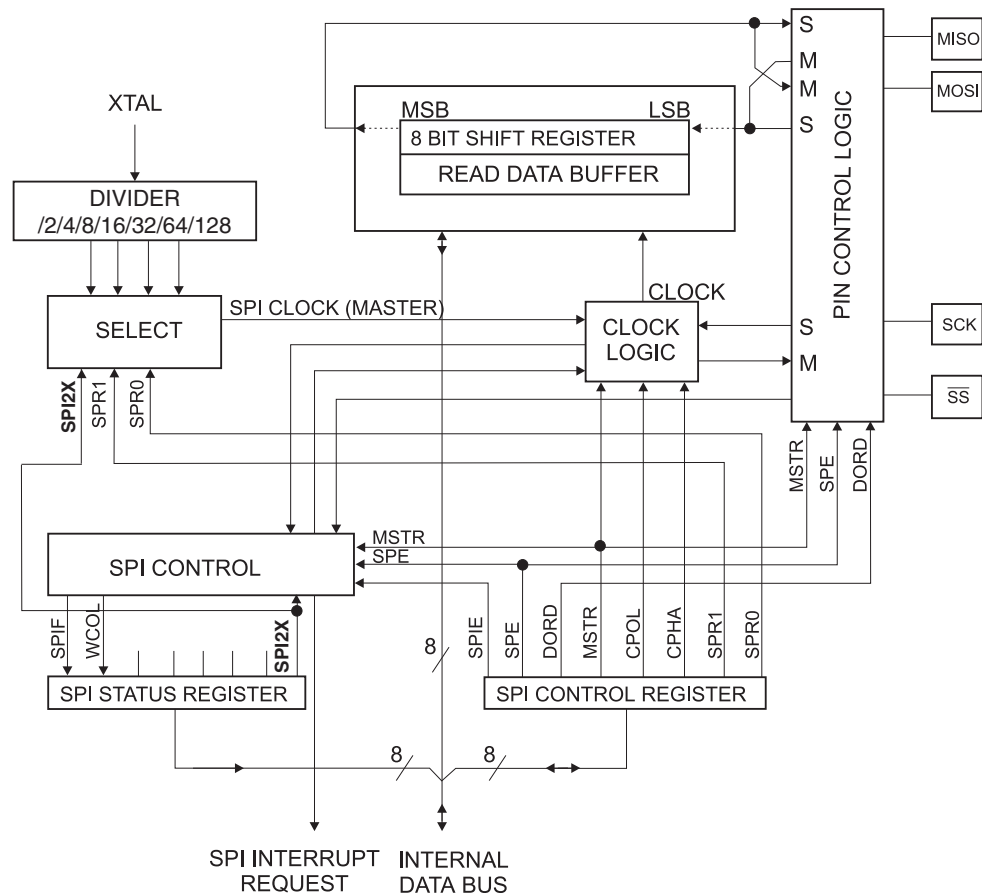 S
MISO
M
M
MOSI
XTAL
MSB
LSB
S
8 BIT SHIFT REGISTER
READ DATA BUFFER
DIVIDER
/2/4/8/16/32/64/128
PIN CONTROL LOGIC
SPI CLOCK (MASTER)
CLOCK
SELECT
CLOCK
LOGIC
S
SCK
M
SPI2X
SPR1
SPR0
SS
MSTR
SPE
DORD
MSTR
SPE
SPI CONTROL
SPIF
WCOL
SPI2X
SPIE
SPE
DORD
MSTR
CPOL
CPHA
SPR1
SPR0
8
SPI STATUS REGISTER
SPI CONTROL REGISTER
8
8
SPI INTERRUPT
REQUEST
INTERNAL
DATA BUS